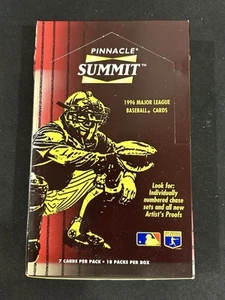 PINNACLE®
SUMMIT™
1996 MAJOR LEAGUE
BASEBALL® CARDS
Look for:
Individually
numbered chase
sets and all new
Artist's Proofs
7 CARDS PER PACK • 18 PACKS PER BOX